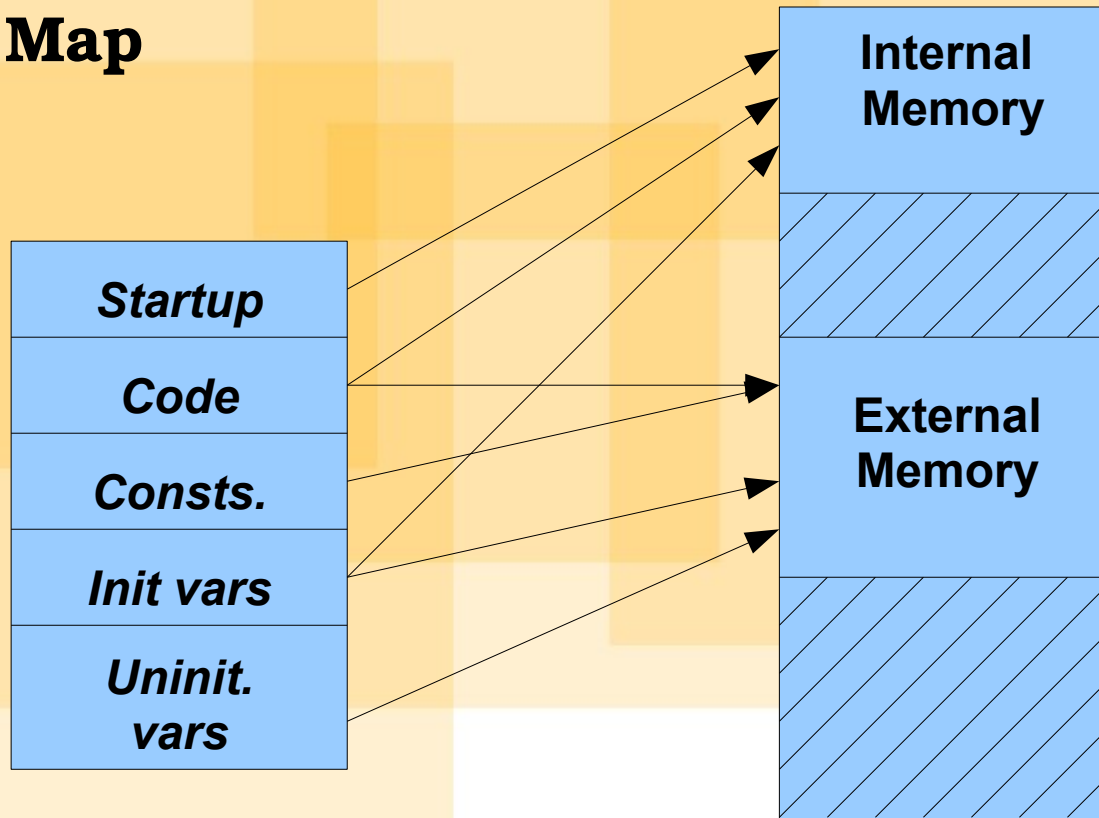 Map
Startup
Code
Consts.
Init vars
Uninit.
vars
Internal
Memory
External
Memory